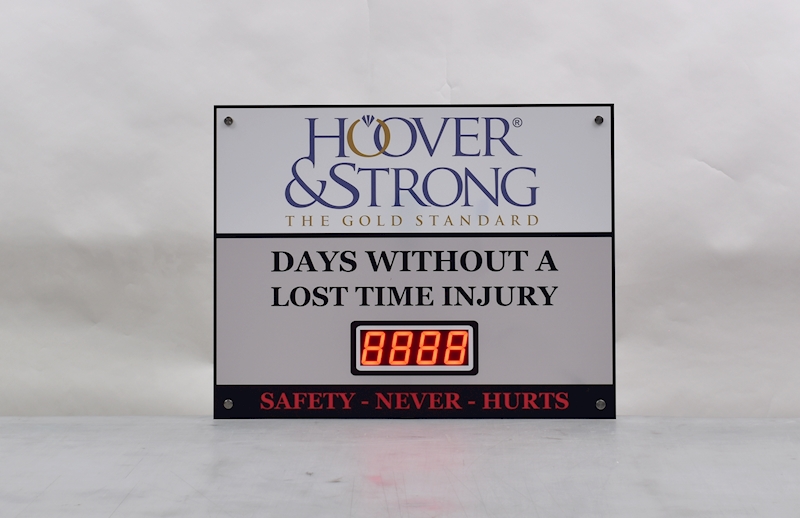 HOOVER®
&STRONG
THE GOLD STANDARD
DAYS WITHOUT A
LOST TIME INJURY
8888
SAFETY - NEVER - HURTS